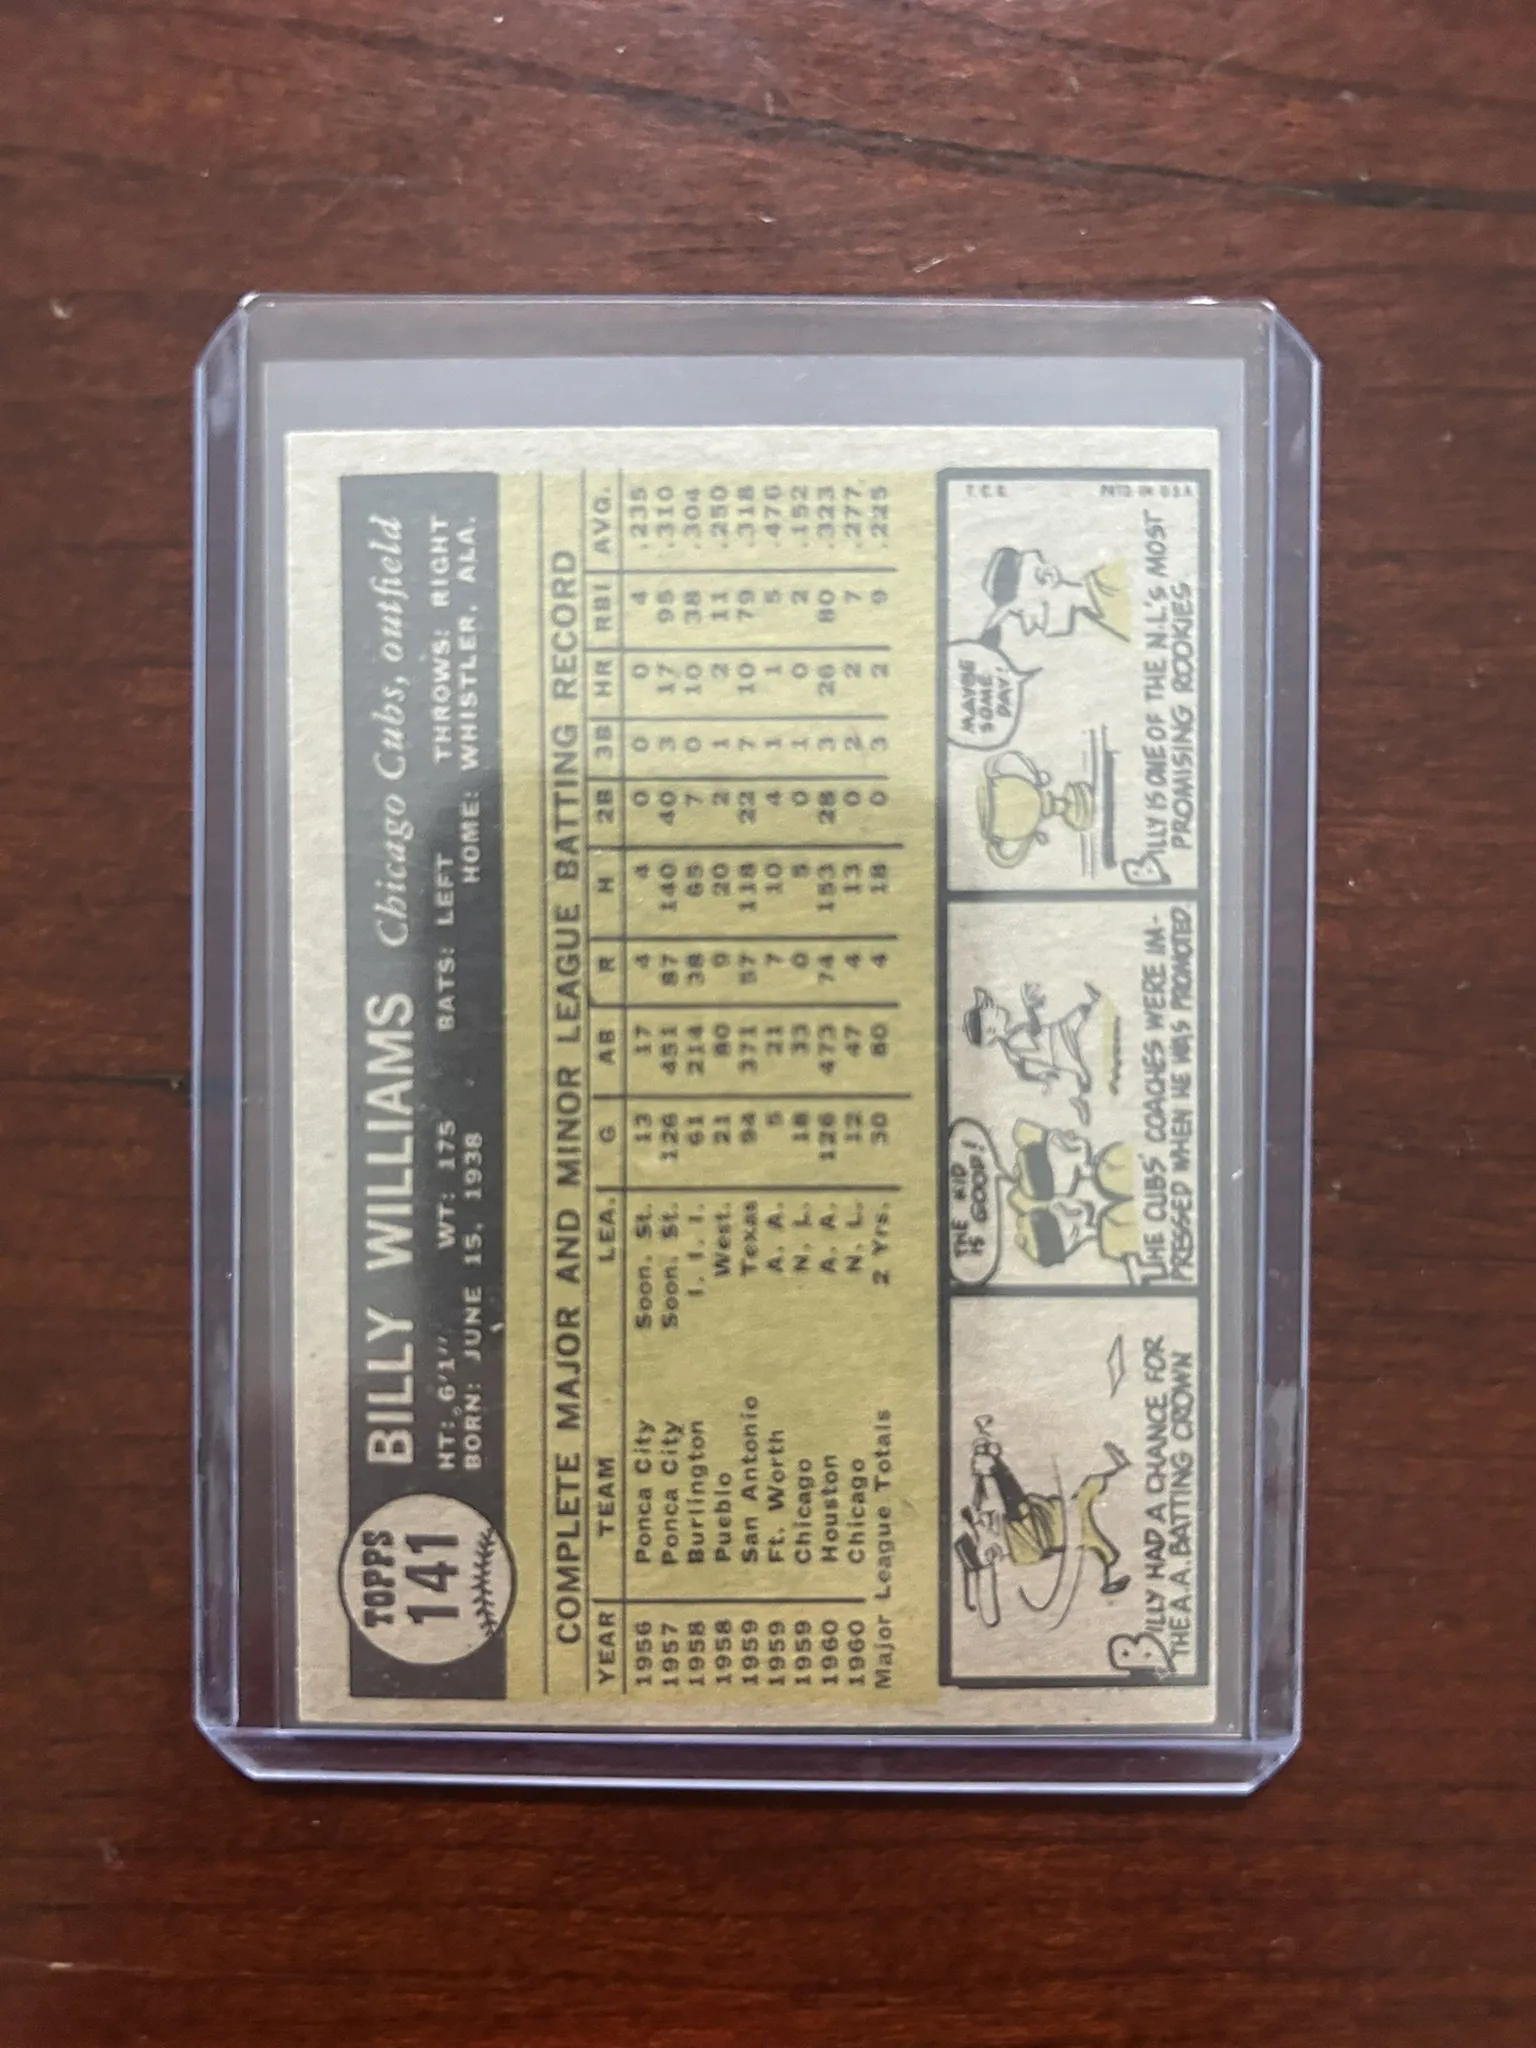 TOPPS
141
BILLY WILLIAMS Chicago Cubs, outfield
HT: 6'1'' WT: 175 BATS: LEFT THROWS: RIGHT
BORN: JUNE 15, 1938 HOME: WHISTLER, ALA.
COMPLETE MAJOR AND MINOR LEAGUE BATTING RECORD
YEAR TEAM LEA. G AB R H 2B 3B HR RBI AVG.
1956 Ponca City Soon. St. 13 17 4 4 0 0 0 4 .235
1957 Ponca City Soon. St. 126 451 87 140 40 3 17 95 .310
1958 Burlington I. I. I. 61 214 38 65 7 0 10 38 .304
1958 Pueblo West. 21 80 9 20 2 1 2 11 .250
1959 San Antonio Texas 94 371 57 118 22 7 10 79 .318
1959 Ft. Worth A. A. 5 21 7 10 4 1 1 5 .476
1959 Chicago N. L. 18 33 0 5 0 1 0 2 .152
1960 Houston A. A. 126 473 74 153 28 3 26 80 .323
1960 Chicago N. L. 12 47 4 13 0 2 2 7 .277
Major League Totals 2 Yrs. 30 80 4 18 0 3 2 9 .225
BILLY HAD A CHANCE FOR
THE A.A. BATTING CROWN
THE KID
IS GOOD!
THE CUBS' COACHES WERE IM-
PRESSED WHEN HE WAS PROMOTED
MAYBE
SOME
DAY!
BILLY IS ONE OF THE N.L.'S MOST
PROMISING ROOKIES
T.C.G. PRTD IN U.S.A.